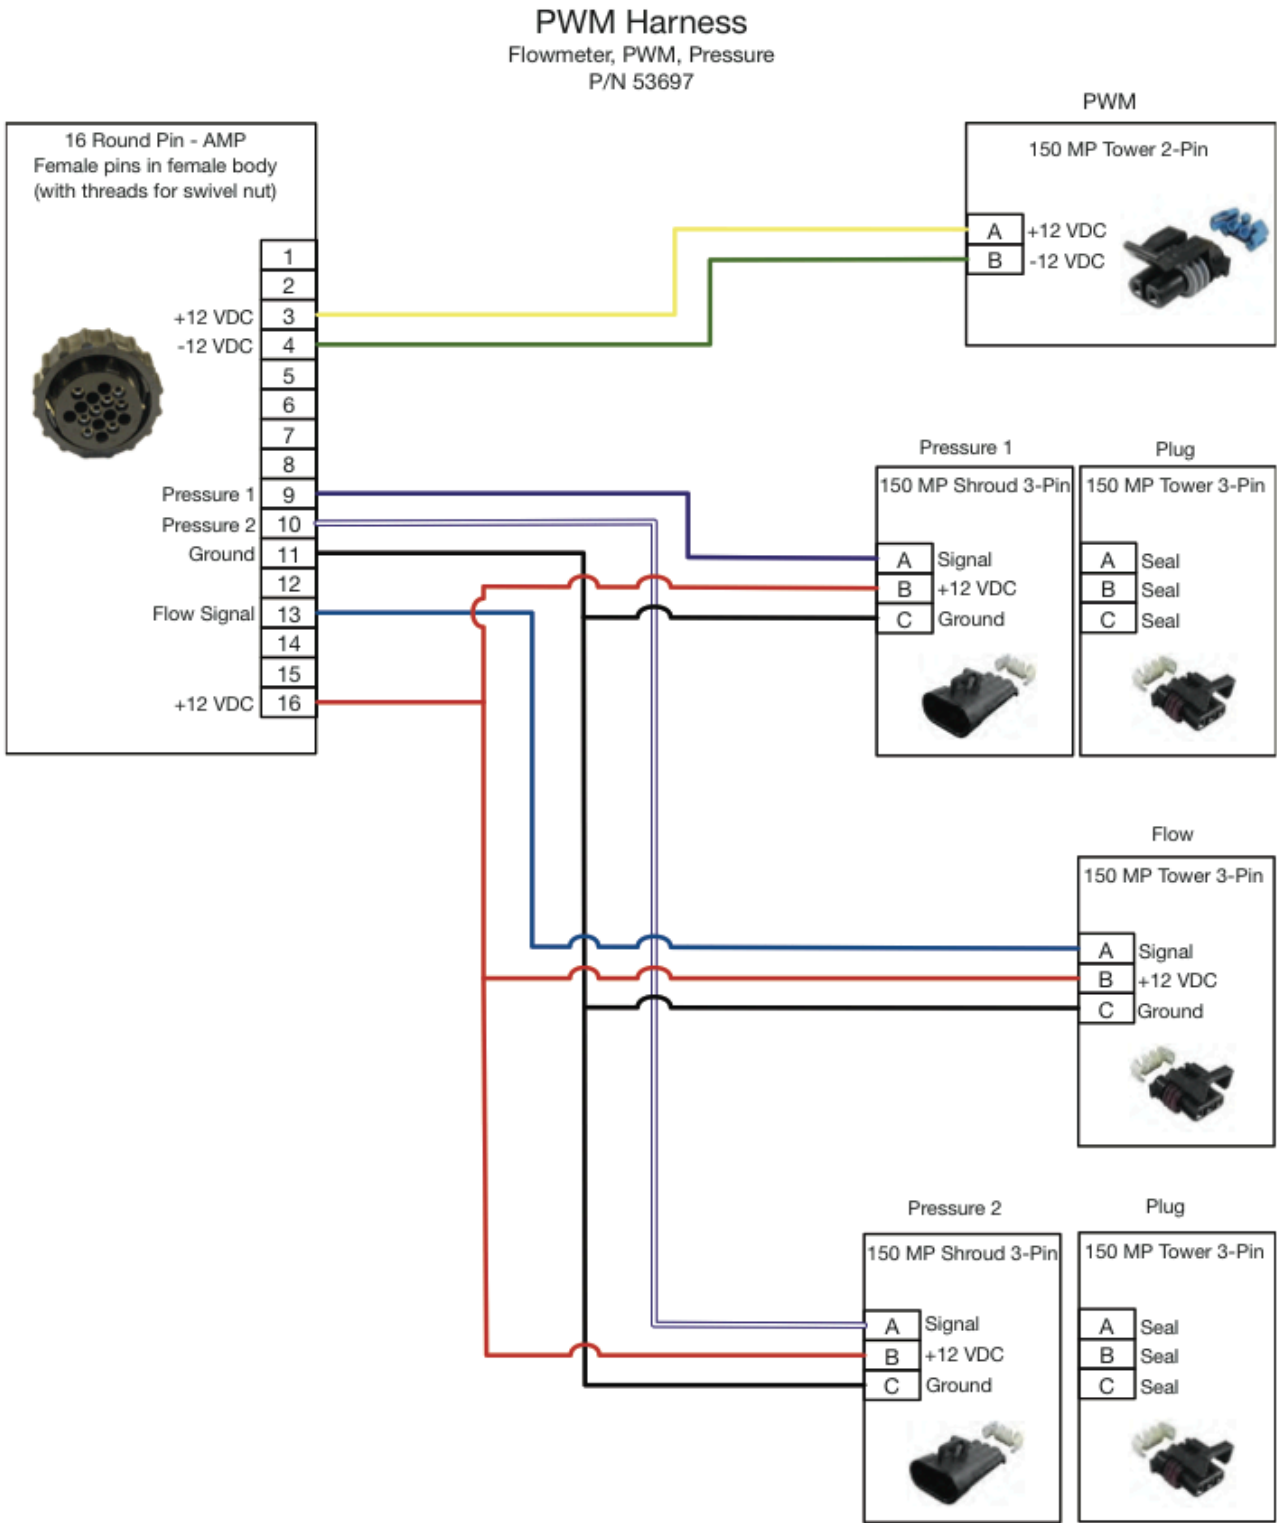 PWM Harness
Flowmeter, PWM, Pressure
P/N 53697
16 Round Pin - AMP
Female pins in female body
(with threads for swivel nut)
1
2
+12 VDC 3
-12 VDC 4
5
6
7
8
Pressure 1 9
Pressure 2 10
Ground 11
12
Flow Signal 13
14
15
+12 VDC 16
PWM
150 MP Tower 2-Pin
A +12 VDC
B -12 VDC
Pressure 1
150 MP Shroud 3-Pin
A Signal
B +12 VDC
C Ground
Plug
150 MP Tower 3-Pin
A Seal
B Seal
C Seal
Flow
150 MP Tower 3-Pin
A Signal
B +12 VDC
C Ground
Pressure 2
150 MP Shroud 3-Pin
A Signal
B +12 VDC
C Ground
Plug
150 MP Tower 3-Pin
A Seal
B Seal
C Seal